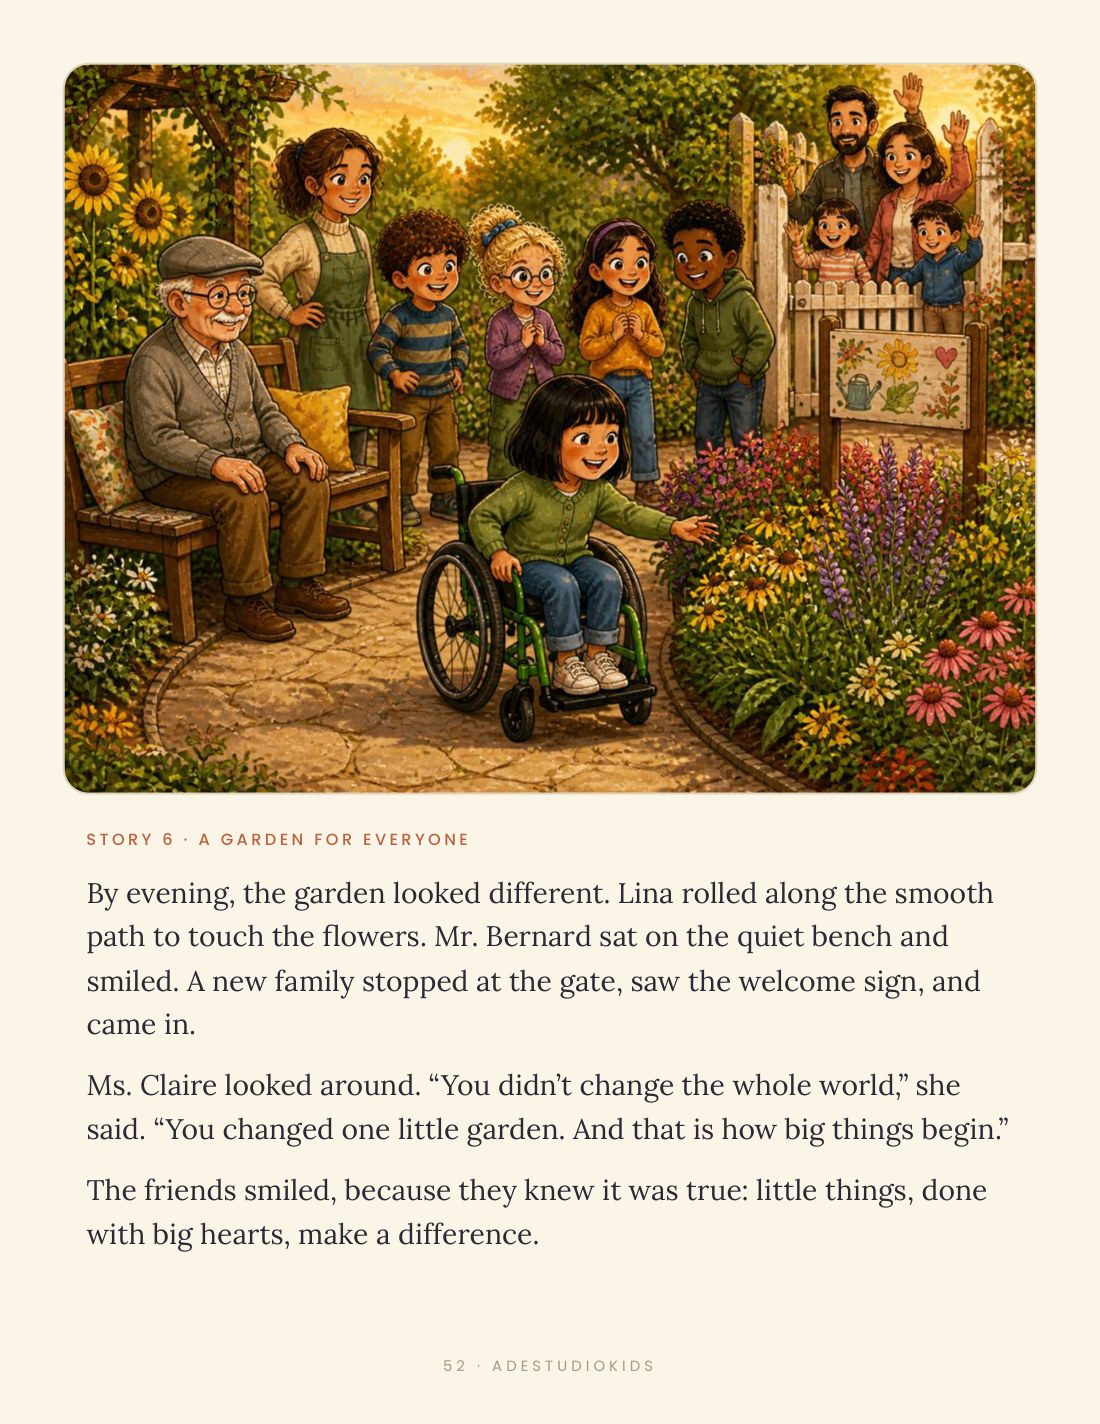 STORY 6 · A GARDEN FOR EVERYONE
By evening, the garden looked different. Lina rolled along the smooth
path to touch the flowers. Mr. Bernard sat on the quiet bench and
smiled. A new family stopped at the gate, saw the welcome sign, and
came in.
Ms. Claire looked around. “You didn’t change the whole world,” she
said. “You changed one little garden. And that is how big things begin.”
The friends smiled, because they knew it was true: little things, done
with big hearts, make a difference.
52 · ADESTUDIOKIDS